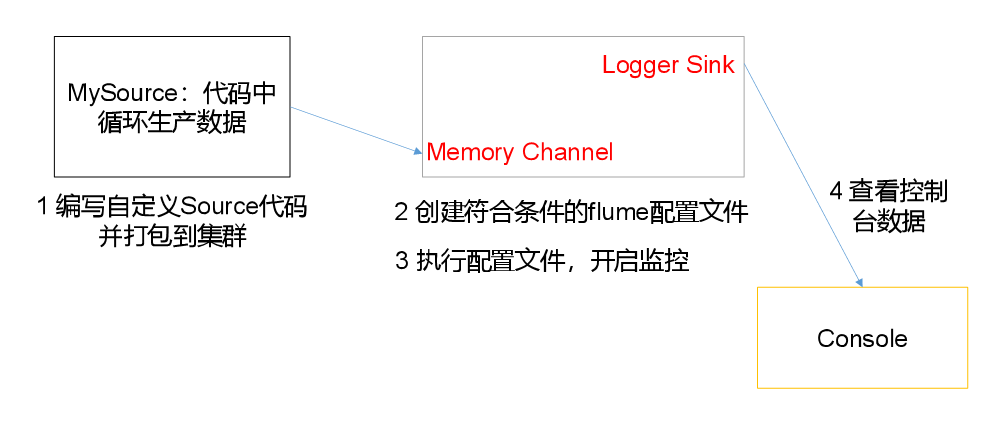 MySource：代码中
循环生产数据
1 编写自定义Source代码
并打包到集群
Logger Sink
Memory Channel
2 创建符合条件的flume配置文件
3 执行配置文件，开启监控
4 查看控制
台数据
Console